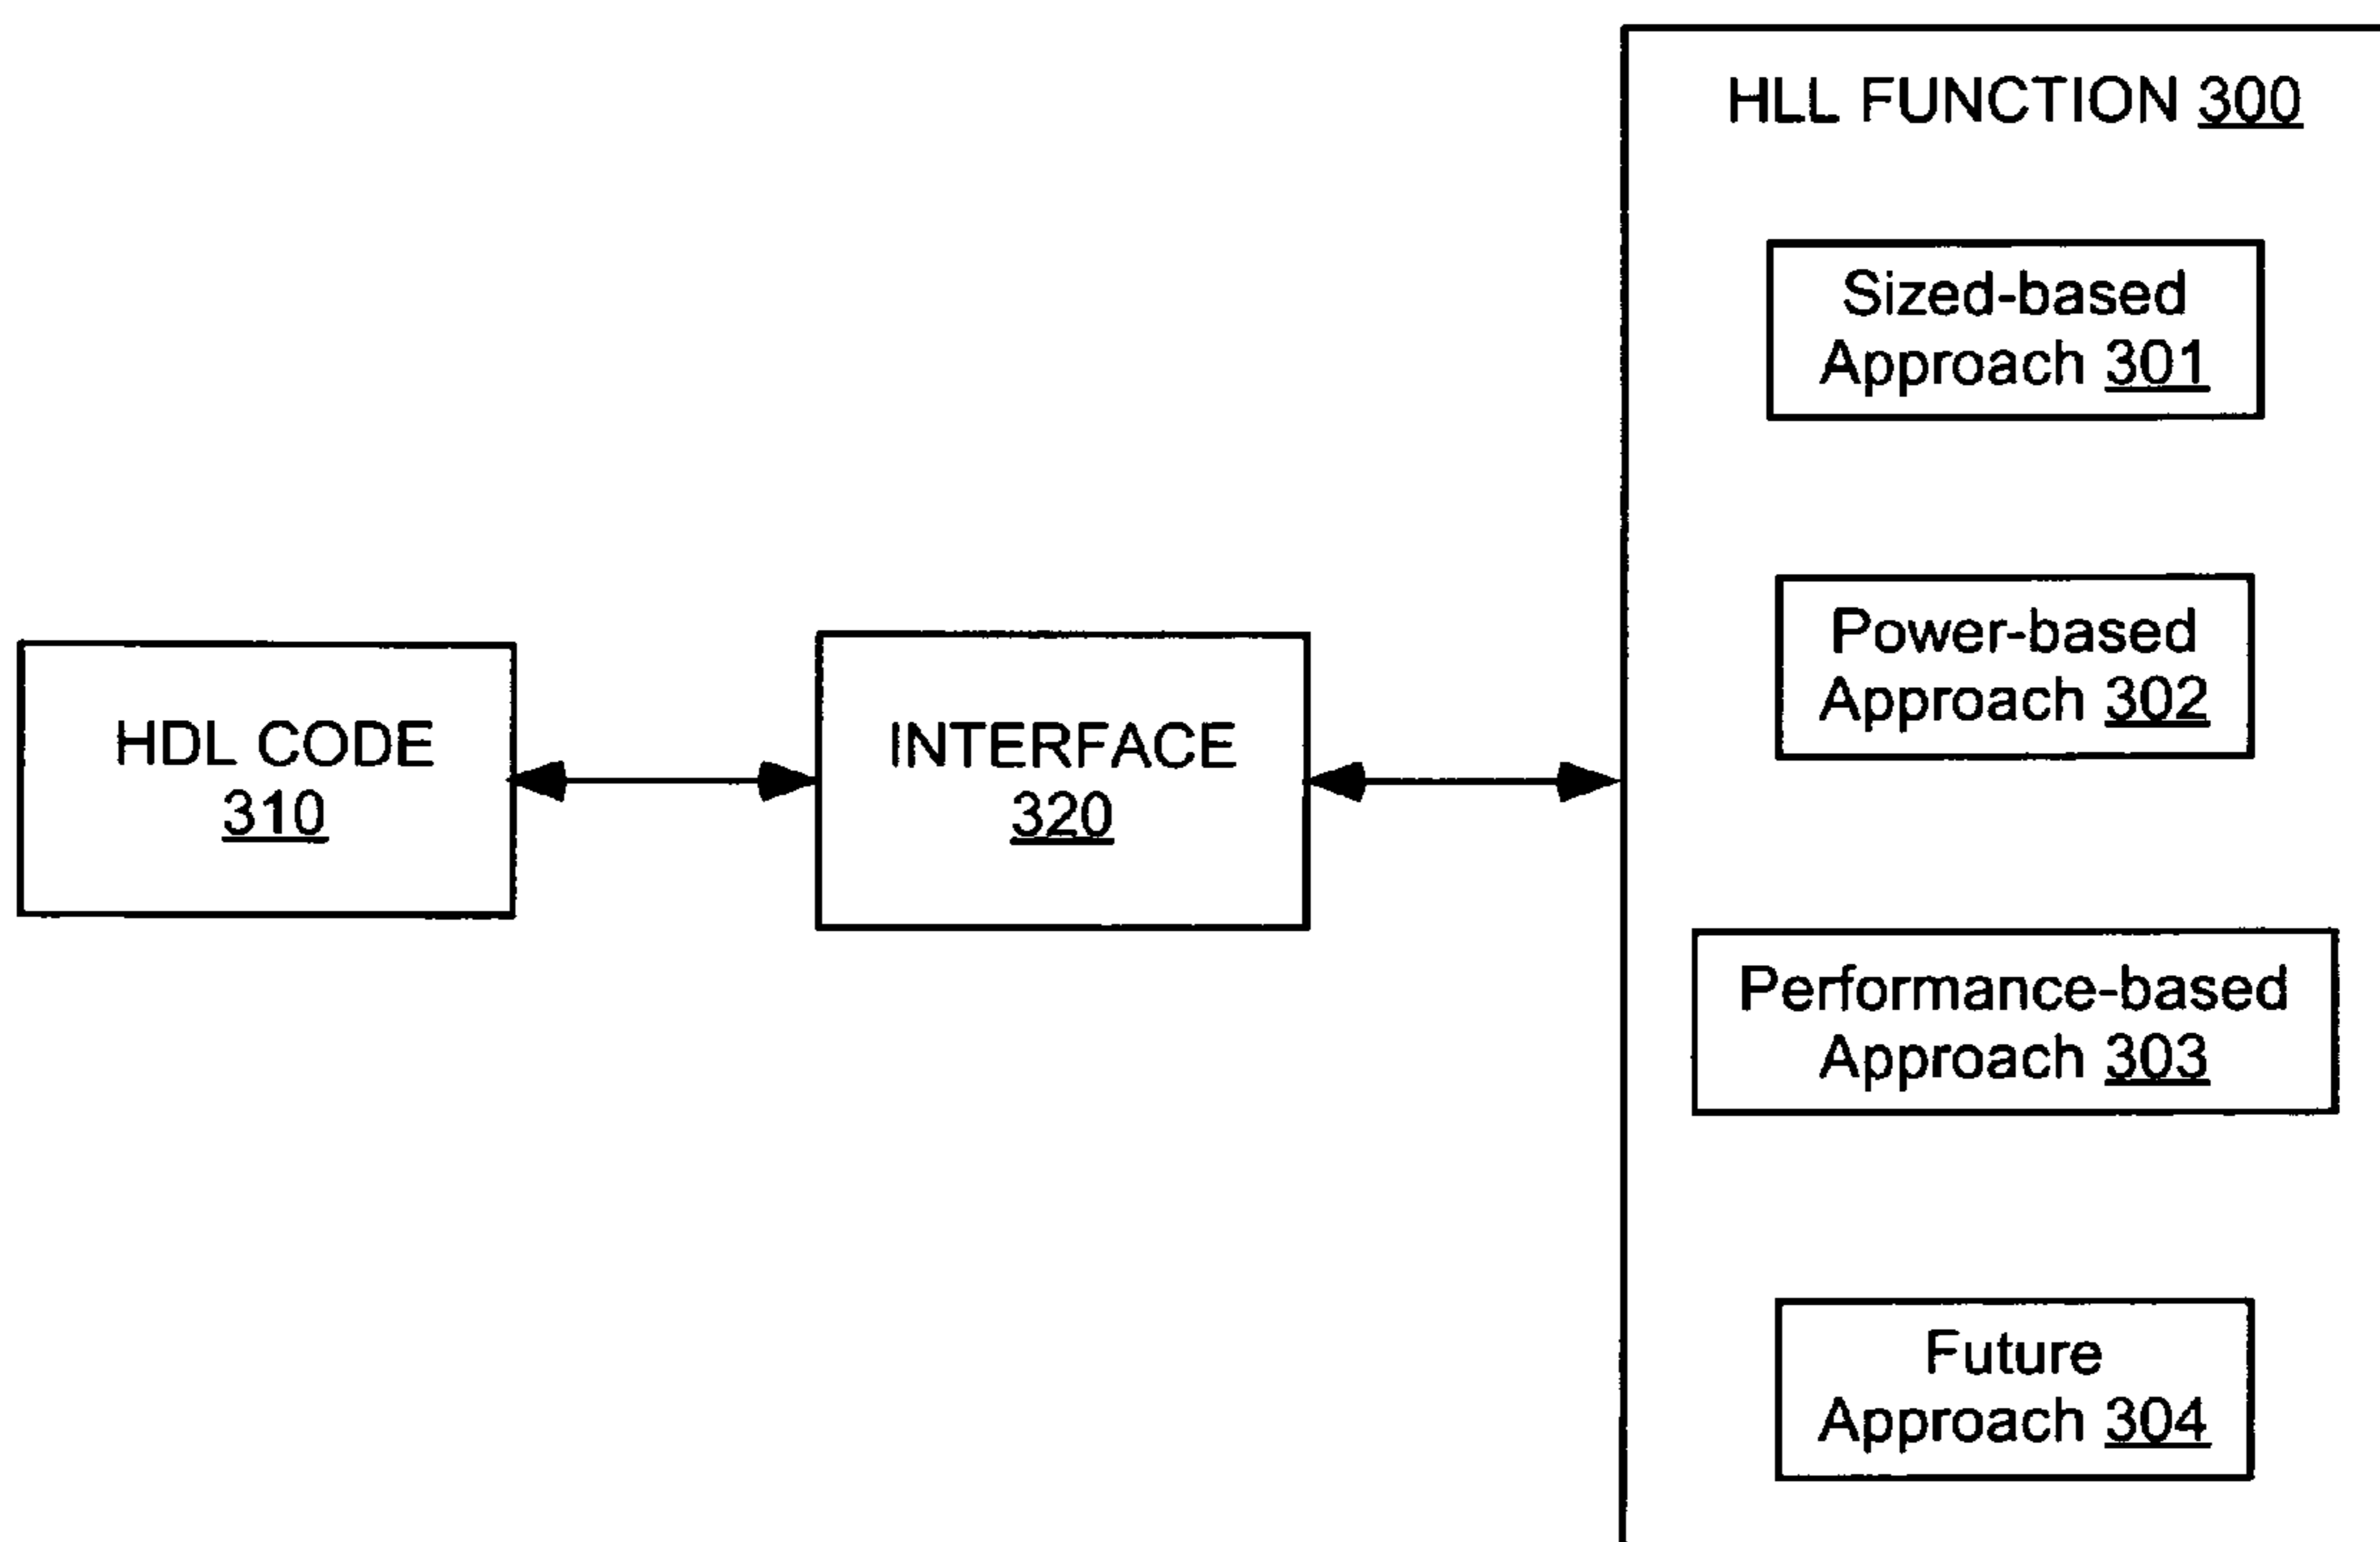 HLL FUNCTION 300
Sized-based
Approach 301
Power-based
Approach 302
HDL CODE
310
INTERFACE
320
Performance-based
Approach 303
Future
Approach 304